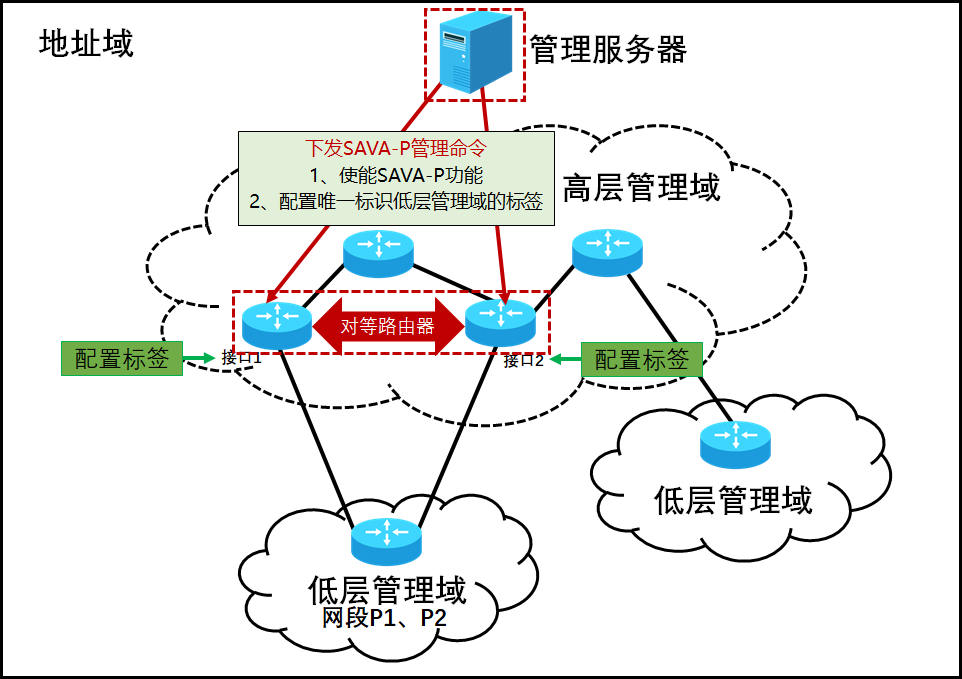 地址域
管理服务器
下发SAVA-P管理命令
1、使能SAVA-P功能
2、配置唯一标识低层管理域的标签
高层管理域
对等路由器
配置标签
接口1
接口2
配置标签
低层管理域
低层管理域
网段P1、P2